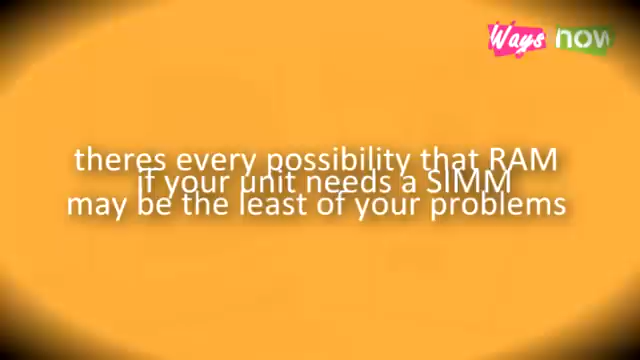 Ways now
theres every possibility that RAM
if your unit needs a SIMM
may be the least of your problems